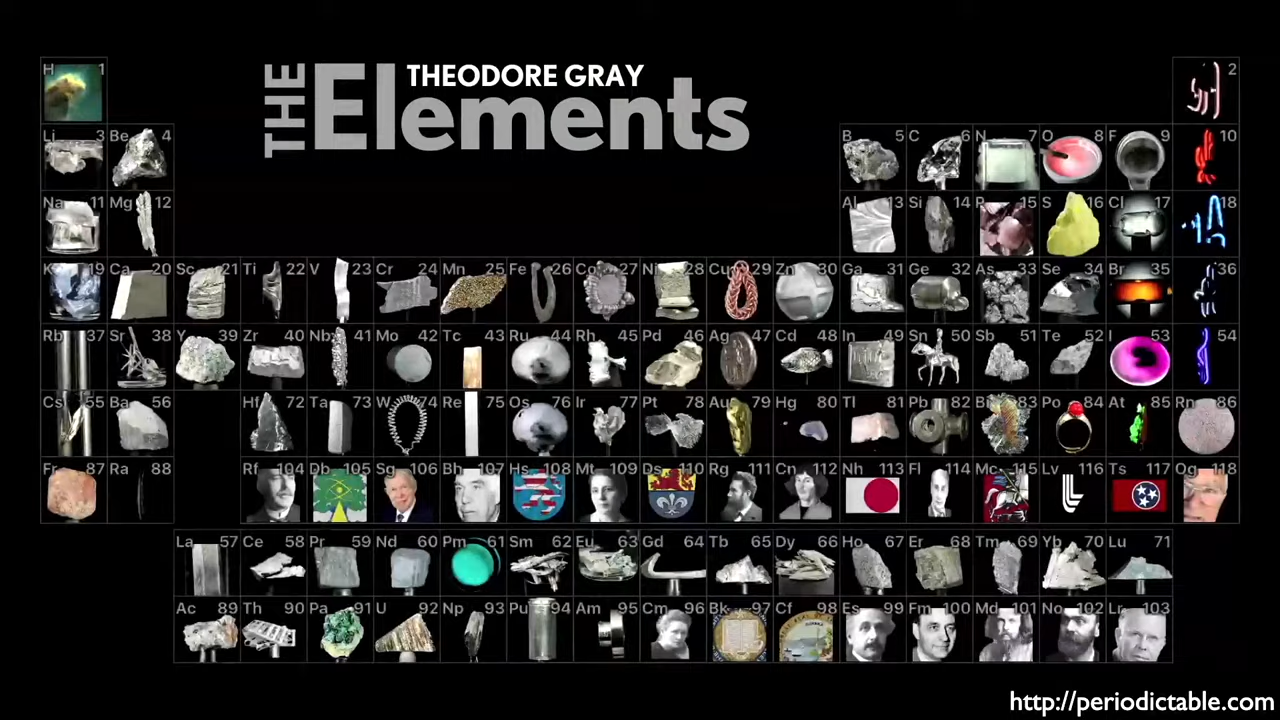 THE
THEODORE GRAY
Elements
H 1
2
Li 3 Be 4 B 5 C 6 N 7 O 8 F 9 10
Na 11 Mg 12 Al 13 Si 14 P 15 S 16 Cl 17 18
K 19 Ca 20 Sc 21 Ti 22 V 23 Cr 24 Mn 25 Fe 26 Co 27 Ni 28 Cu 29 Zn 30 Ga 31 Ge 32 As 33 Se 34 Br 35 36
Rb 37 Sr 38 Y 39 Zr 40 Nb 41 Mo 42 Tc 43 Ru 44 Rh 45 Pd 46 Ag 47 Cd 48 In 49 Sn 50 Sb 51 Te 52 I 53 54
Cs 55 Ba 56 Hf 72 Ta 73 W 74 Re 75 Os 76 Ir 77 Pt 78 Au 79 Hg 80 Tl 81 Pb 82 Bi 83 Po 84 At 85 Rn 86
Fr 87 Ra 88 Rf 104 Db 105 Sg 106 Bh 107 Hs 108 Mt 109 Ds 110 Rg 111 Cn 112 Nh 113 Fl 114 Mc 115 Lv 116 Ts 117 Og 118
La 57 Ce 58 Pr 59 Nd 60 Pm 61 Sm 62 Eu 63 Gd 64 Tb 65 Dy 66 Ho 67 Er 68 Tm 69 Yb 70 Lu 71
Ac 89 Th 90 Pa 91 U 92 Np 93 Pu 94 Am 95 Cm 96 Bk 97 Cf 98 Es 99 Fm 100 Md 101 No 102 Lr 103
http://periodictable.com